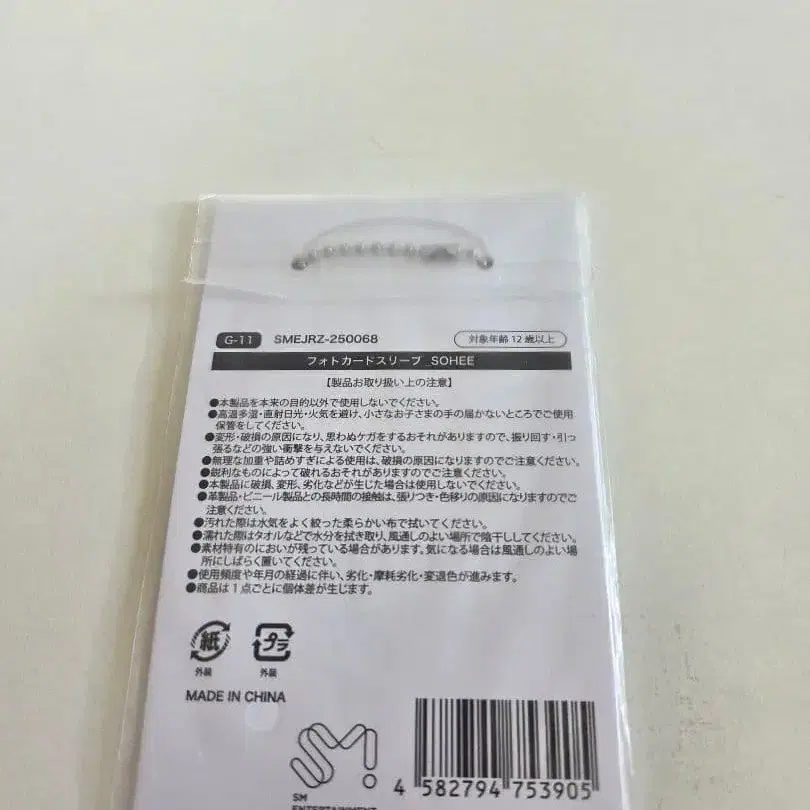 G-11 SMEJRZ-250068 対象年齢12歳以上
フォトカードスリーブ_SOHEE
【製品お取り扱い上の注意】
●本製品を本来の目的以外で使用しないでください。
●高温多湿・直射日光・火気を避け、小さなお子さまの手の届かないところでご使用
保管をしてください。
●変形・破損の原因になり、思わぬケガをするおそれがありますので、振り回す・引っ
張るなどの強い衝撃を与えないでください。
●無理な加重や詰めすぎによる使用は、破損の原因になりますのでご注意ください。
●鋭利なものによって破れるおそれがありますのでご注意ください。
●本製品に破損、変形、劣化などが生じた場合は使用しないでください。
●革製品・ビニール製品との長時間の接触は、張りつき・色移りの原因になりますのでご
注意ください。
●汚れた際は水気をよく絞った柔らかい布で拭いてください。
●濡れた際はタオルなどで水分を拭き取り、風通しのよい場所で陰干ししてください。
●素材特有のにおいが残っている場合があります。気になる場合は風通しのよい場
所にしばらく置いてください。
●使用頻度や年月の経過に伴い、劣化・摩耗劣化・変退色が進みます。
●商品は1点ごとに個体差が生じます。
紙 プラ
外装 外装
MADE IN CHINA
SM
SM
ENTERTAINMENT
4 582794 753905